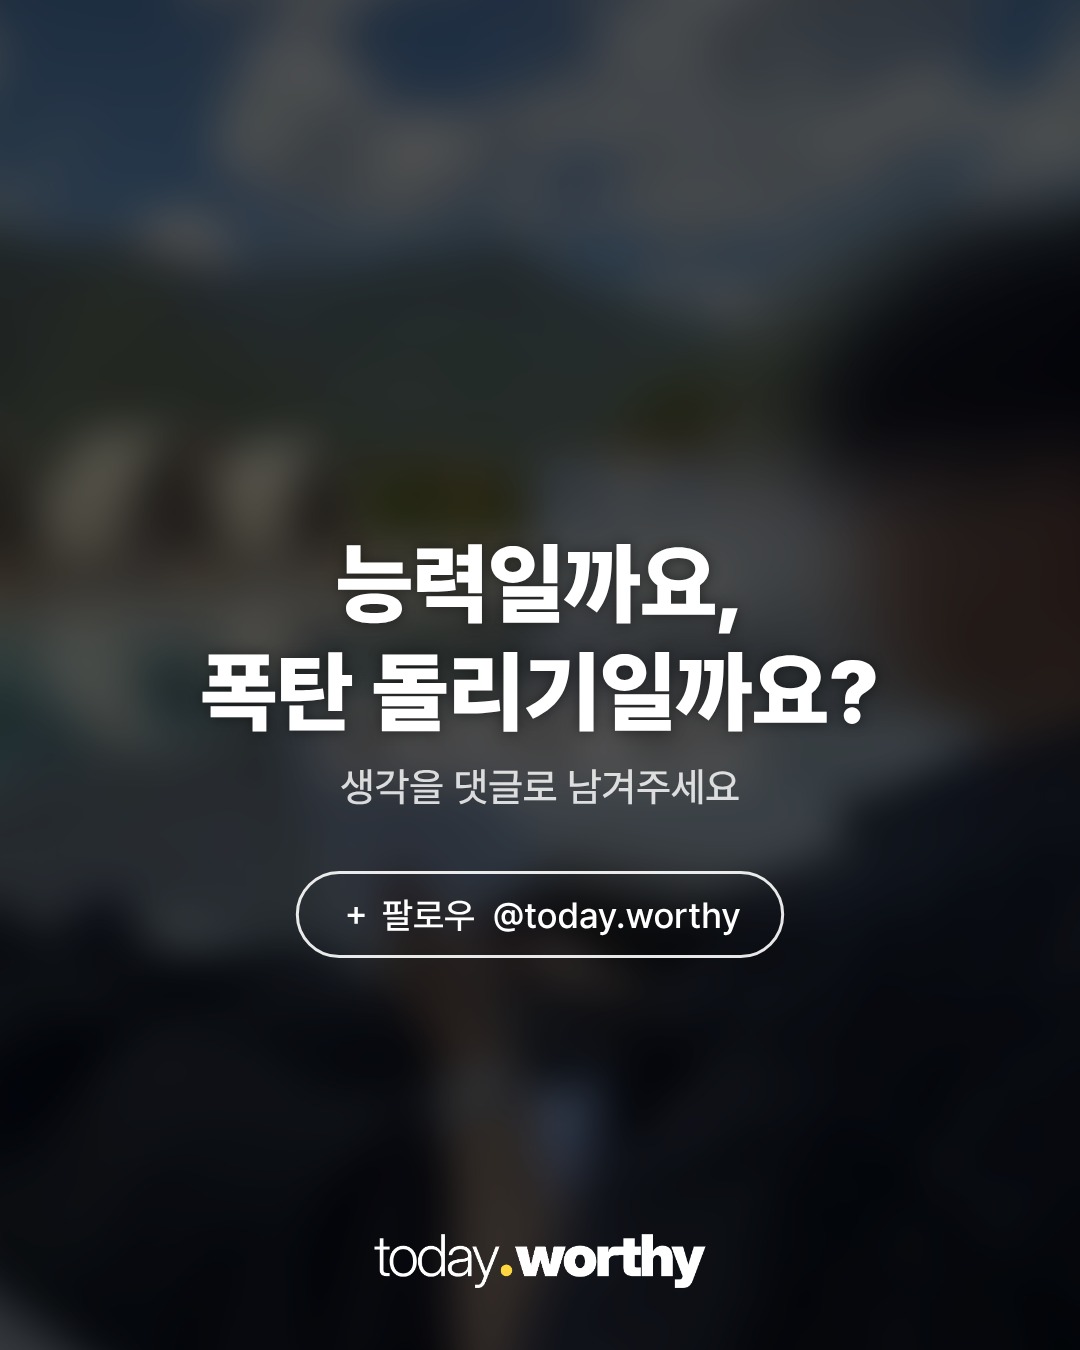 능력일까요,
폭탄 돌리기일까요?
생각을 댓글로 남겨주세요
+ 팔로우 @today.worthy
today.worthy